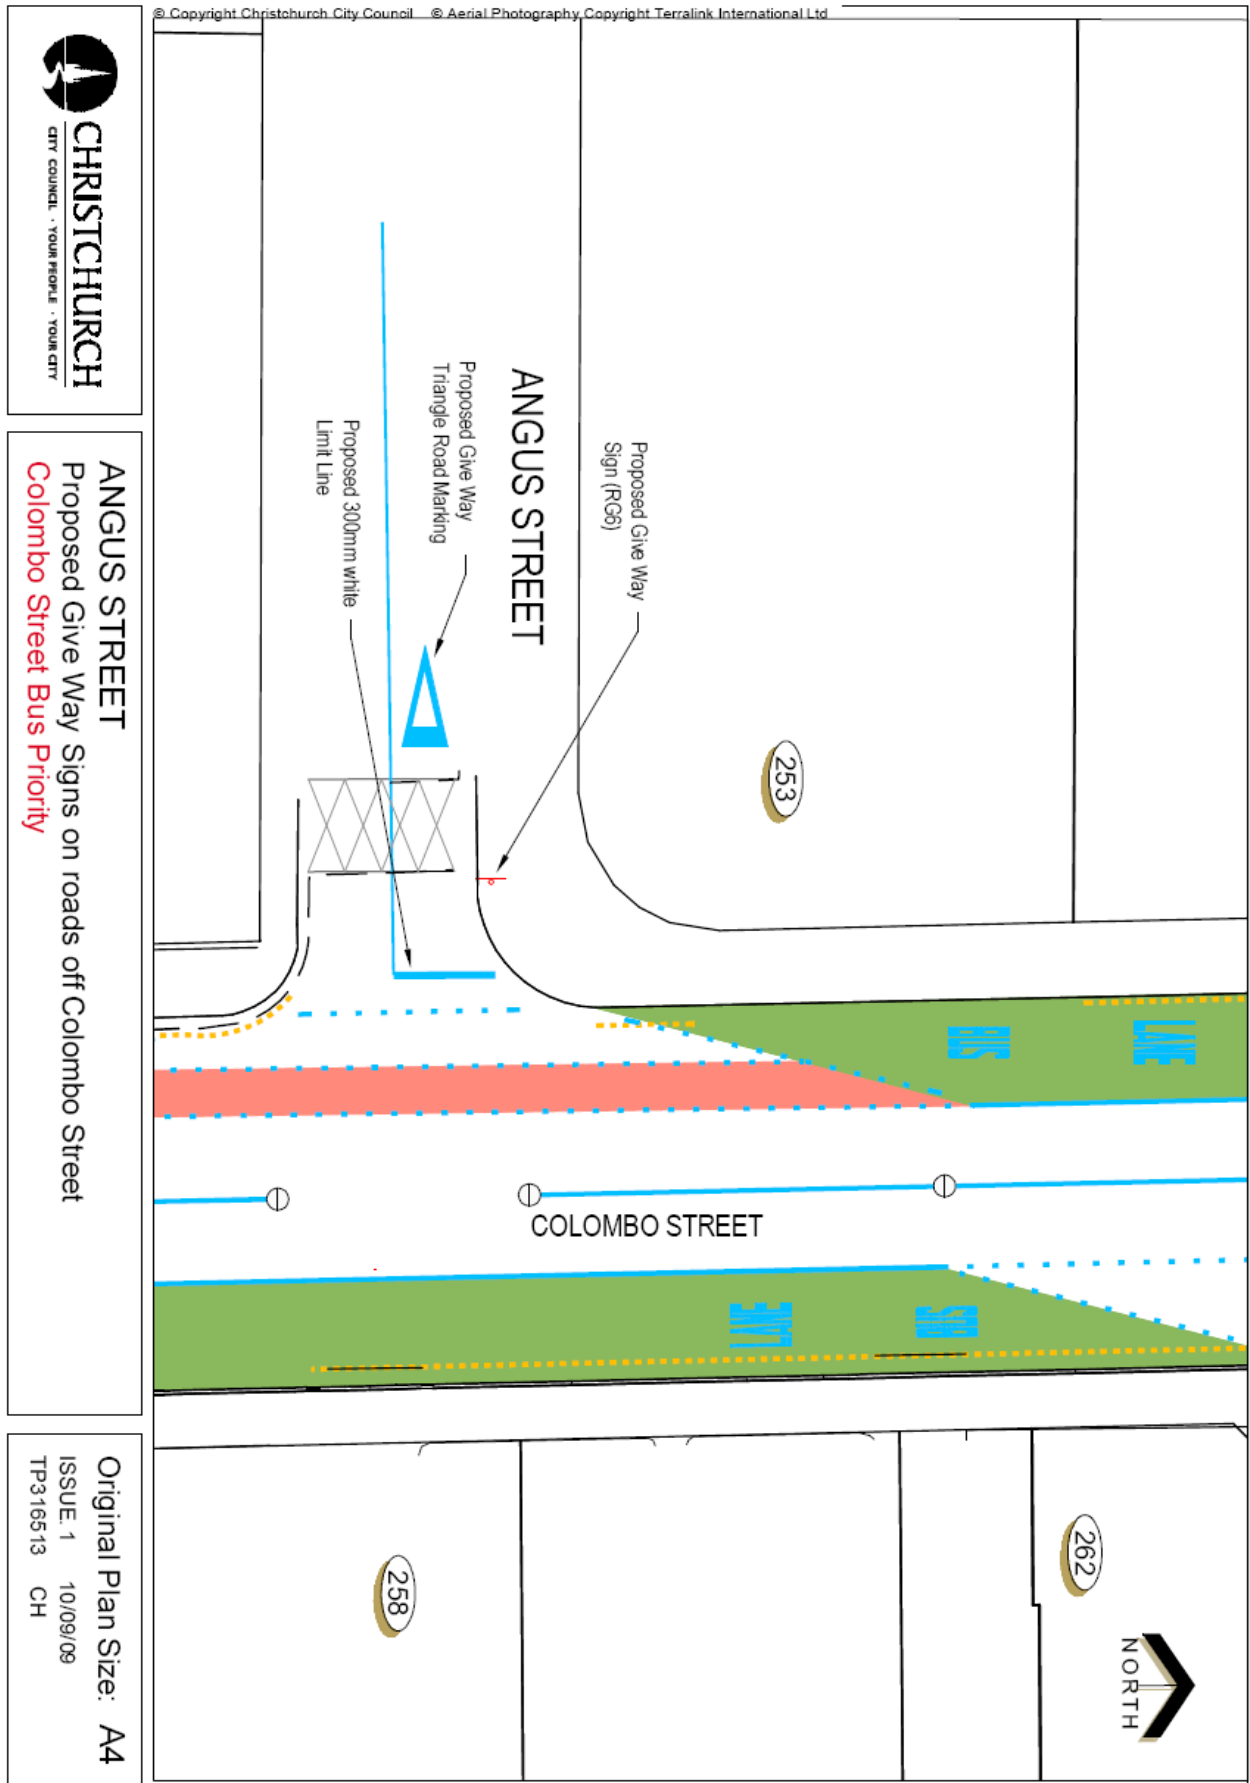 © Copyright Christchurch City Council © Aerial Photography Copyright Terralink International Ltd
CHRISTCHURCH
CITY COUNCIL · YOUR PEOPLE · YOUR CITY
ANGUS STREET
Proposed Give Way Signs on roads off Colombo Street
Colombo Street Bus Priority
Original Plan Size: A4
ISSUE.1 10/09/09
TP316513 CH
253
Proposed Give Way
Sign (RG6)
ANGUS STREET
Proposed Give Way
Triangle Road Marking
Proposed 300mm white
Limit Line
BUS
LANE
COLOMBO STREET
LANE
BUS
262
258
NORTH